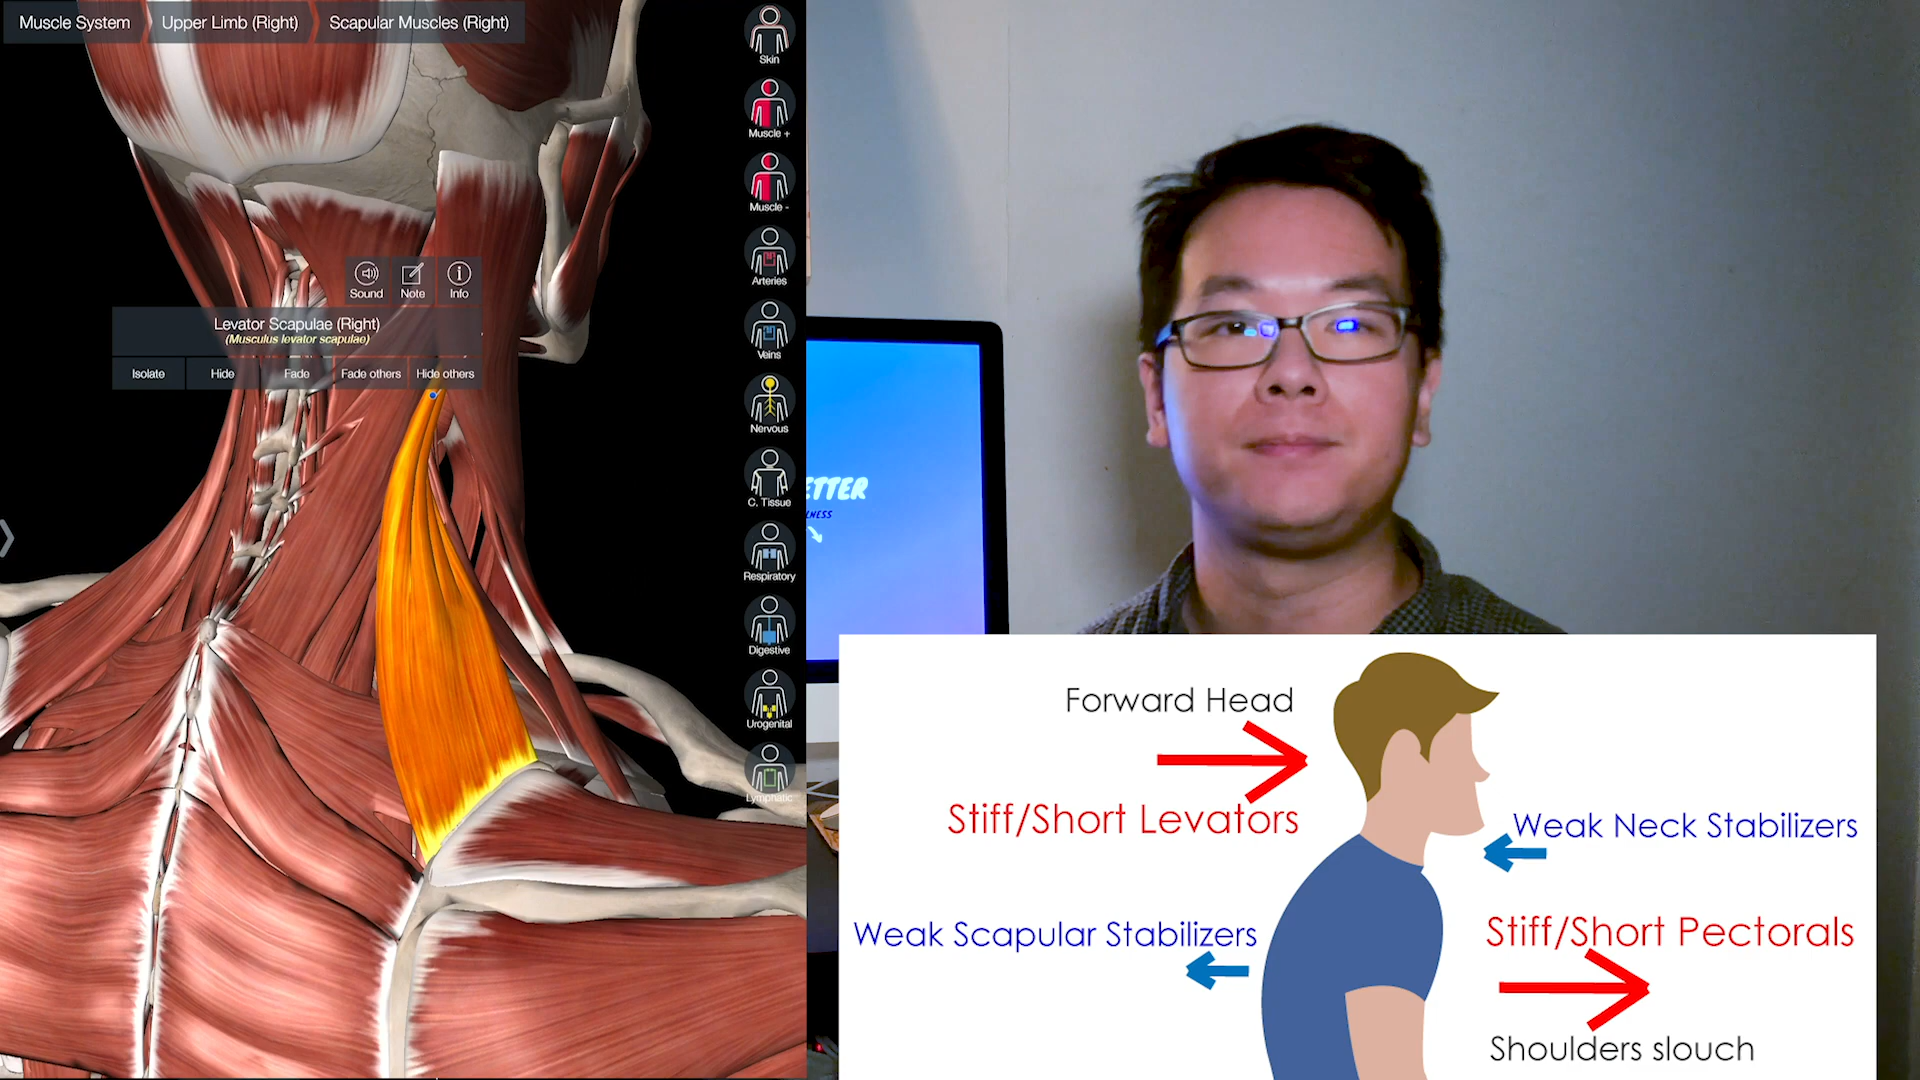 Muscle System
Upper Limb (Right)
Scapular Muscles (Right)
Skin
Muscle +
Muscle -
Arteries
Veins
Nervous
C. Tissue
Respiratory
Digestive
Urogenital
Lymphatic
Sound
Note
Info
Levator Scapulae (Right)
(Musculus levator scapulae)
Isolate
Hide
Fade
Fade others
Hide others
Forward Head
Stiff/Short Levators
Weak Neck Stabilizers
Weak Scapular Stabilizers
Stiff/Short Pectorals
Shoulders slouch